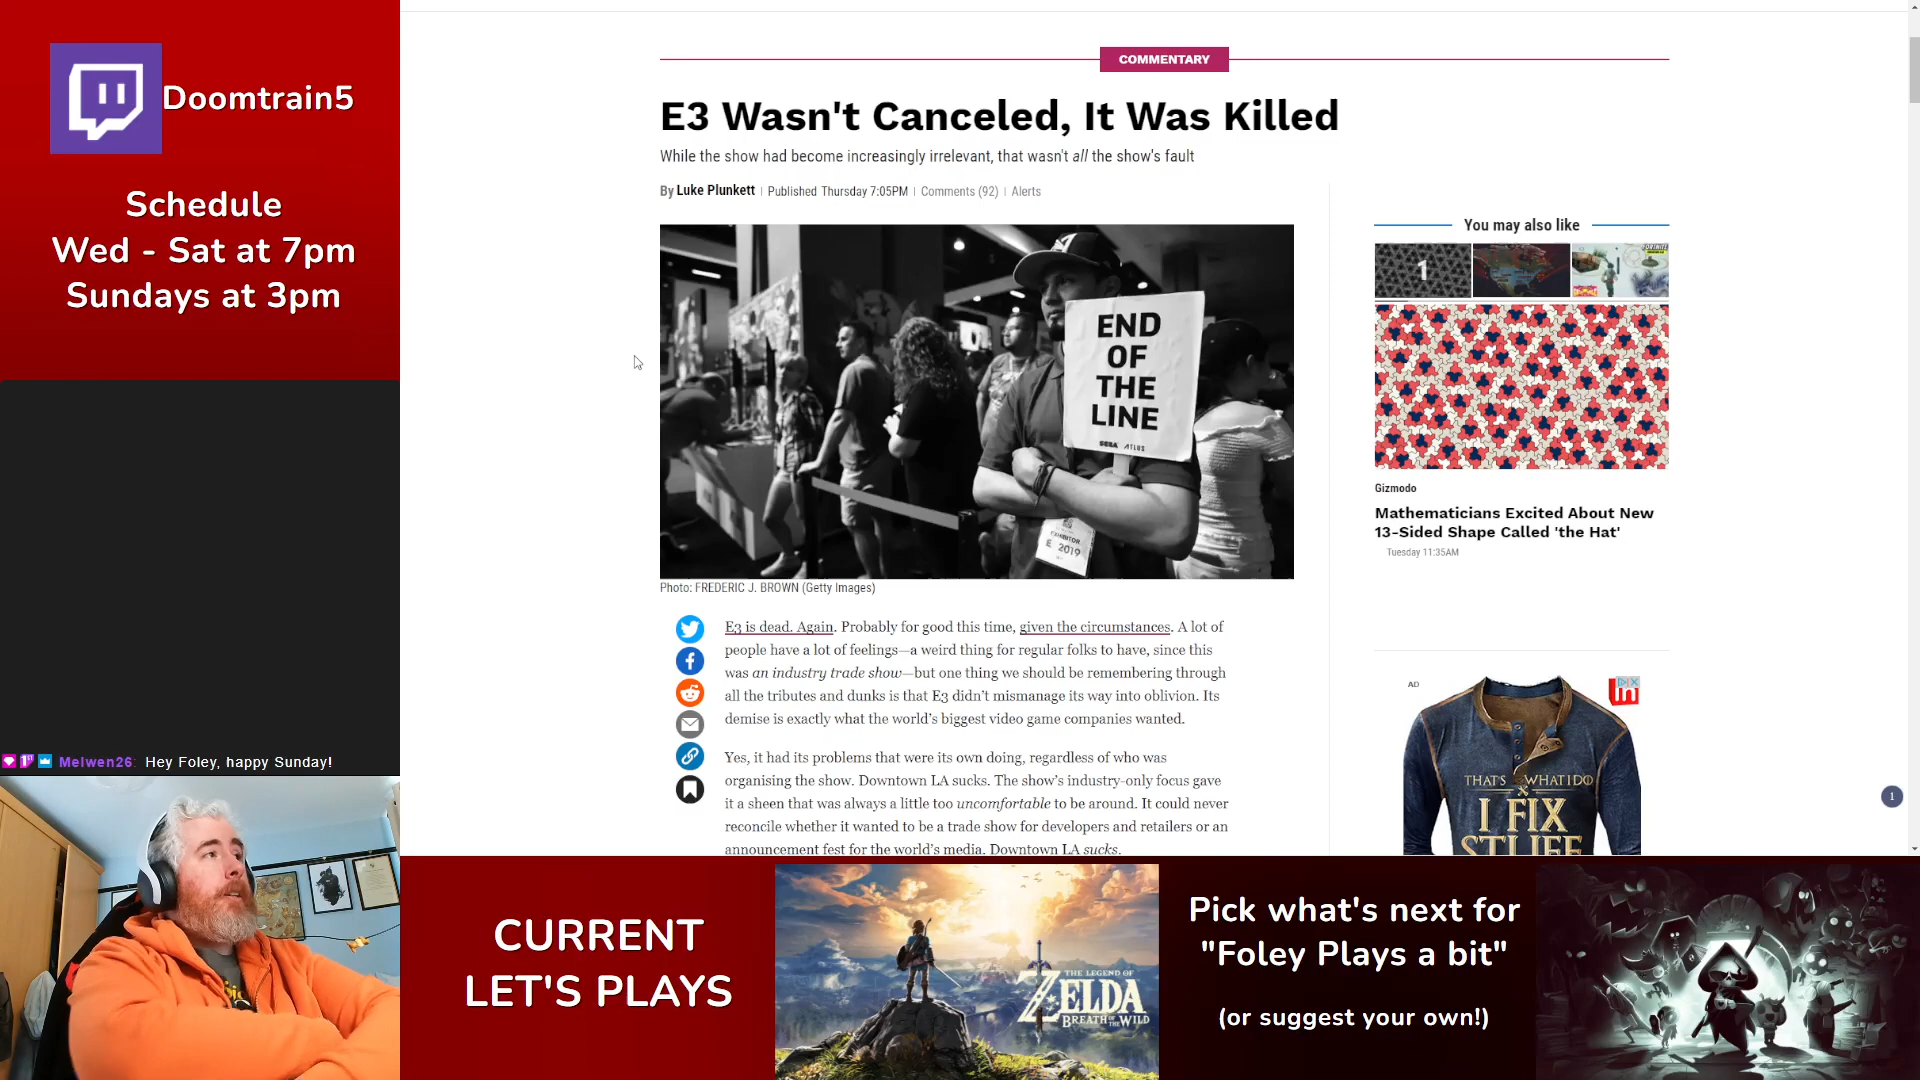 Doomtrain5
Schedule
Wed - Sat at 7pm
Sundays at 3pm
Melwen26: Hey Foley, happy Sunday!
COMMENTARY
E3 Wasn't Canceled, It Was Killed
While the show had become increasingly irrelevant, that wasn't all the show's fault
By Luke Plunkett | Published Thursday 7:05PM | Comments (92) | Alerts
END
OF
THE
LINE
SEGA ATLUS
EXHIBITOR
E 2019
Photo: FREDERIC J. BROWN (Getty Images)
E3 is dead. Again. Probably for good this time, given the circumstances. A lot of
people have a lot of feelings—a weird thing for regular folks to have, since this
was an industry trade show—but one thing we should be remembering through
all the tributes and dunks is that E3 didn't mismanage its way into oblivion. Its
demise is exactly what the world's biggest video game companies wanted.
Yes, it had its problems that were its own doing, regardless of who was
organising the show. Downtown LA sucks. The show's industry-only focus gave
it a sheen that was always a little too uncomfortable to be around. It could never
reconcile whether it wanted to be a trade show for developers and retailers or an
announcement fest for the world's media. Downtown LA sucks.
You may also like
1
FORTNITE
Gizmodo
Mathematicians Excited About New
13-Sided Shape Called 'the Hat'
Tuesday 11:35AM
AD
THAT'S WHAT I DO
I FIX
STUFF
1
CURRENT
LET'S PLAYS
THE LEGEND OF
ZELDA
BREATH OF THE WILD
Pick what's next for
"Foley Plays a bit"
(or suggest your own!)